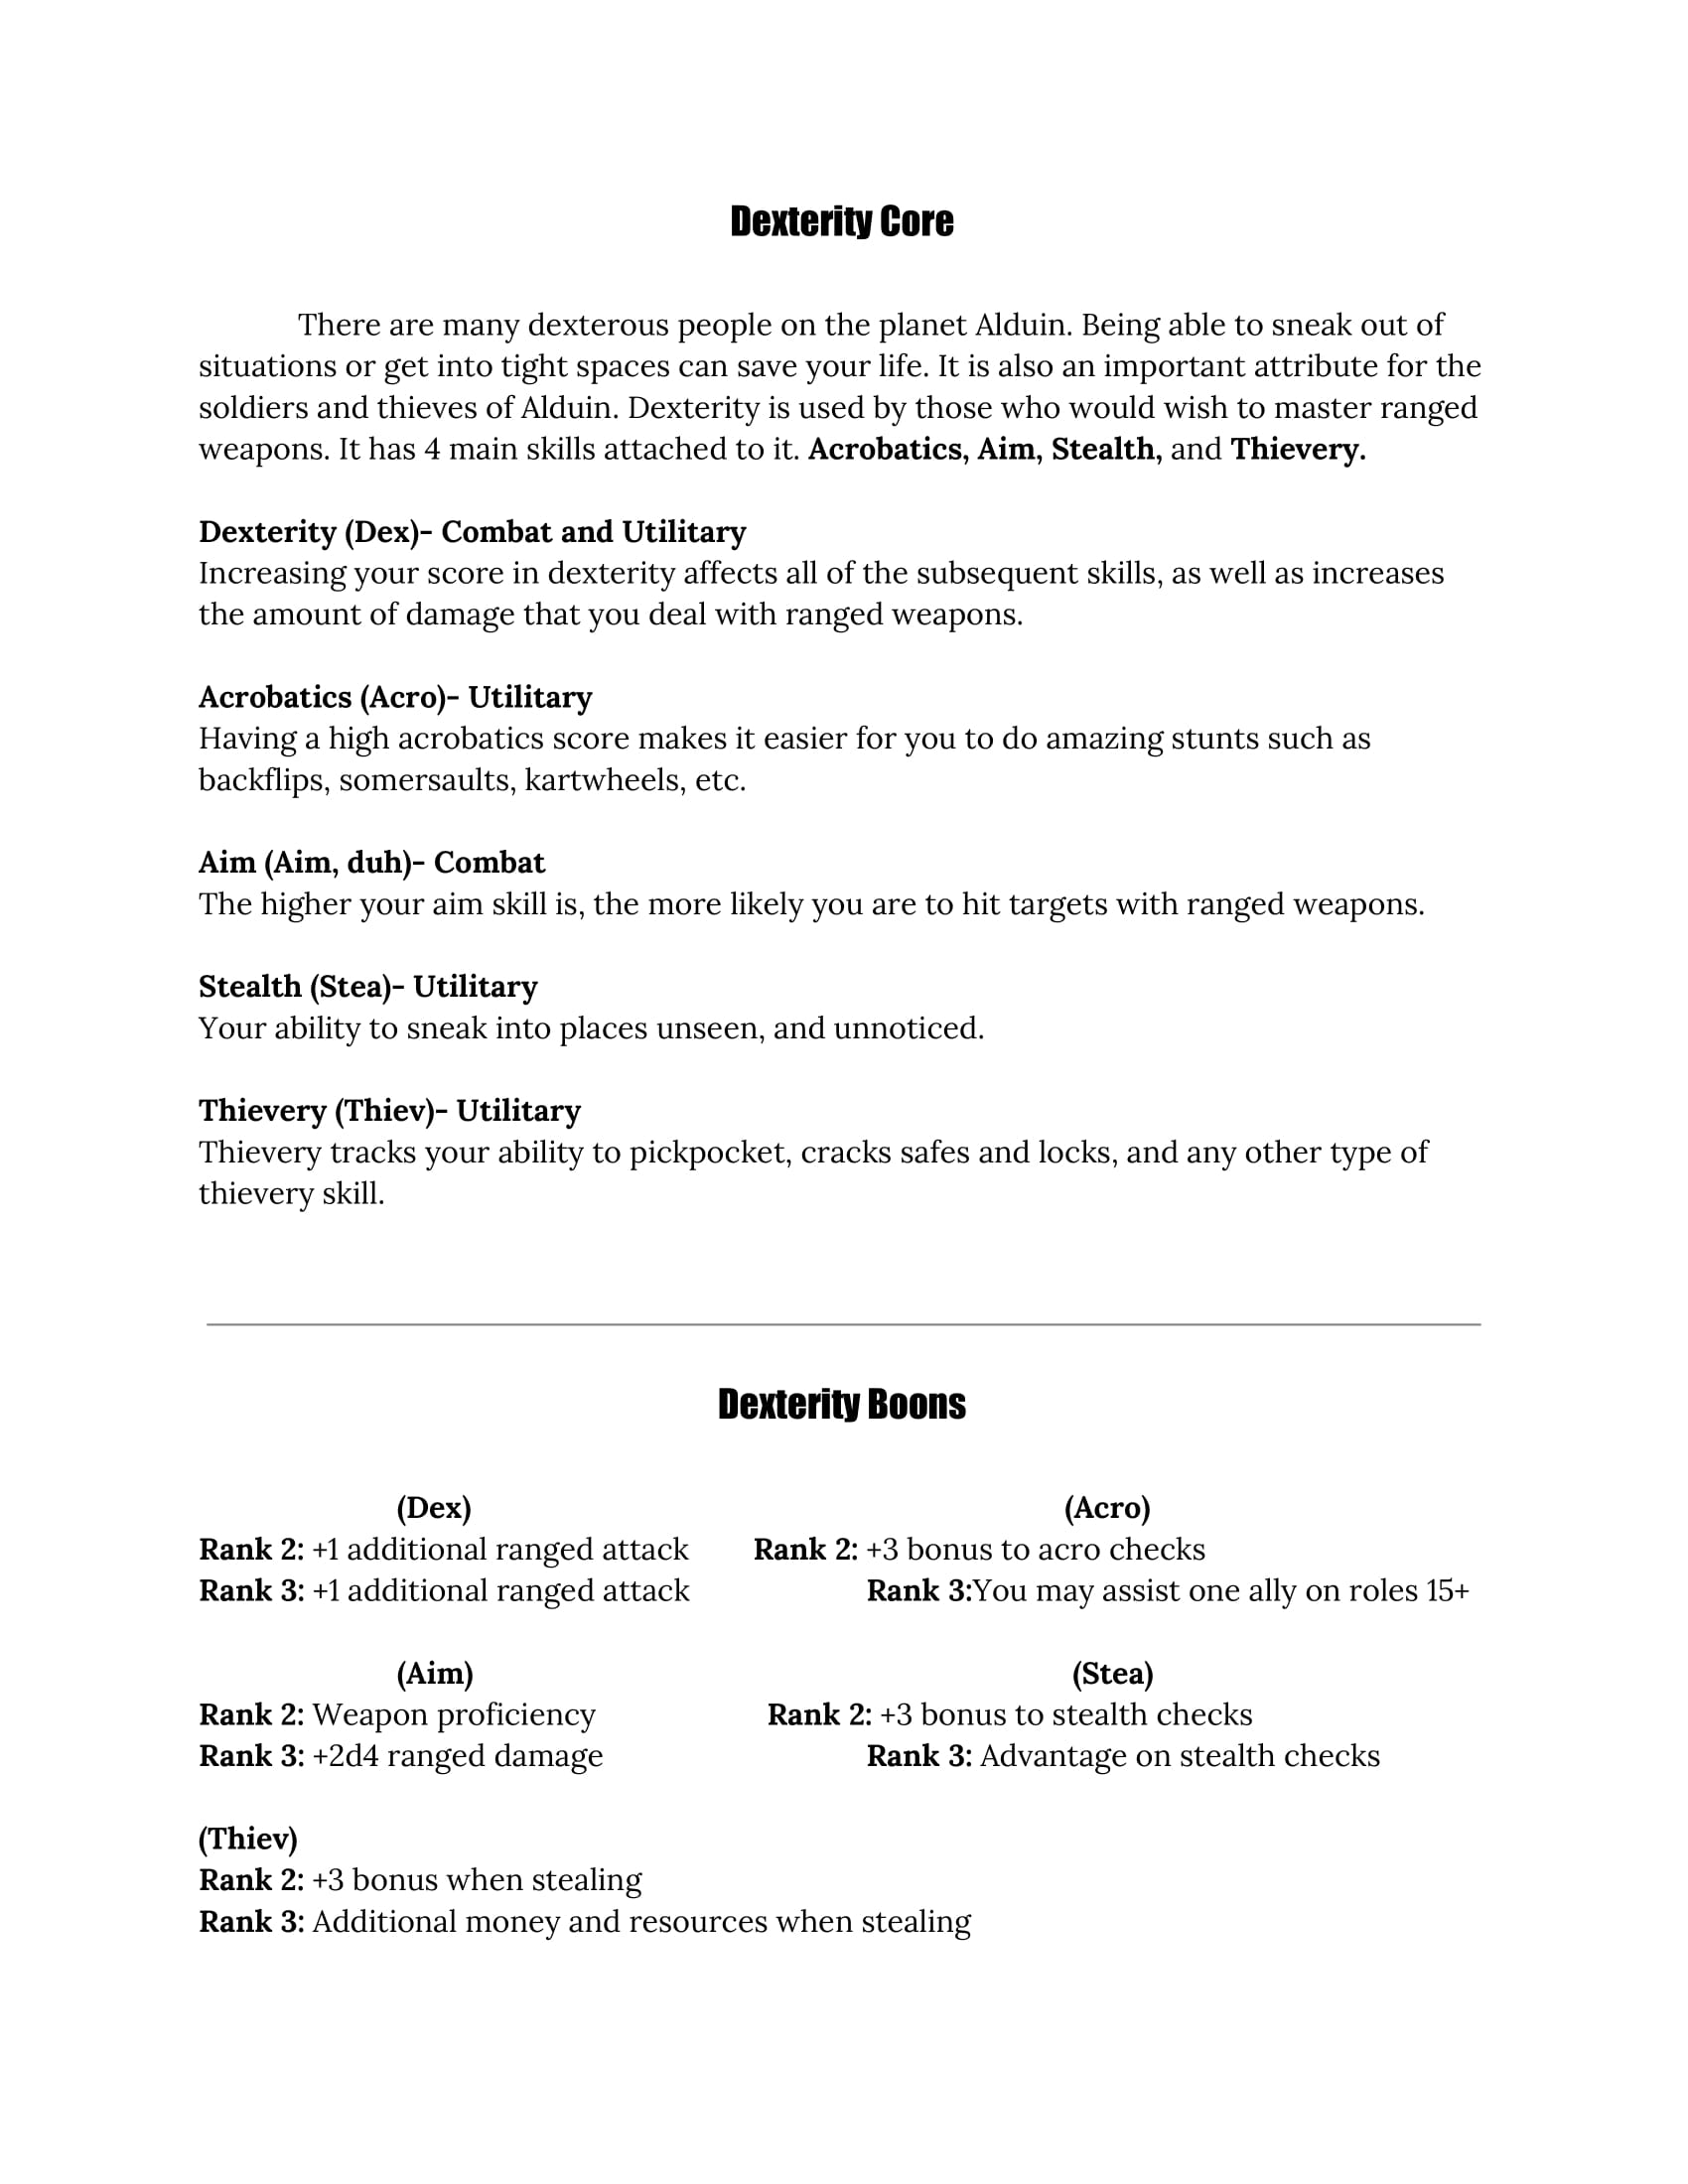 Dexterity Core
There are many dexterous people on the planet Alduin. Being able to sneak out of
situations or get into tight spaces can save your life. It is also an important attribute for the
soldiers and thieves of Alduin. Dexterity is used by those who would wish to master ranged
weapons. It has 4 main skills attached to it. Acrobatics, Aim, Stealth, and Thievery.
Dexterity (Dex)- Combat and Utilitary
Increasing your score in dexterity affects all of the subsequent skills, as well as increases
the amount of damage that you deal with ranged weapons.
Acrobatics (Acro)- Utilitary
Having a high acrobatics score makes it easier for you to do amazing stunts such as
backflips, somersaults, kartwheels, etc.
Aim (Aim, duh)- Combat
The higher your aim skill is, the more likely you are to hit targets with ranged weapons.
Stealth (Stea)- Utilitary
Your ability to sneak into places unseen, and unnoticed.
Thievery (Thiev)- Utilitary
Thievery tracks your ability to pickpocket, cracks safes and locks, and any other type of
thievery skill.
Dexterity Boons
(Dex) (Acro)
Rank 2: +1 additional ranged attack Rank 2: +3 bonus to acro checks
Rank 3: +1 additional ranged attack Rank 3:You may assist one ally on roles 15+
(Aim) (Stea)
Rank 2: Weapon proficiency Rank 2: +3 bonus to stealth checks
Rank 3: +2d4 ranged damage Rank 3: Advantage on stealth checks
(Thiev)
Rank 2: +3 bonus when stealing
Rank 3: Additional money and resources when stealing